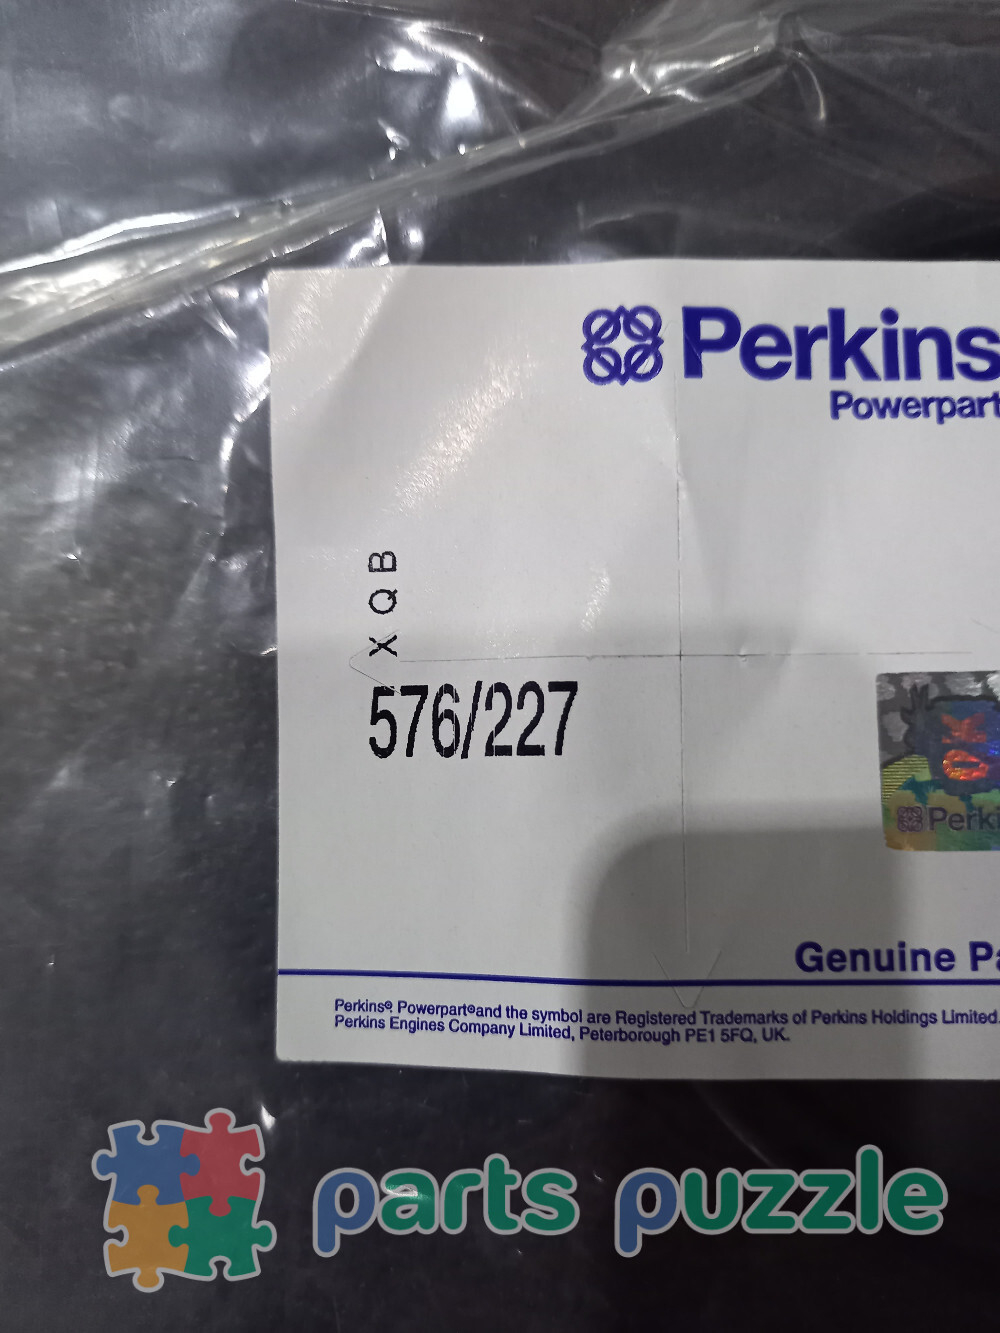 Perkins
Powerpart
XQB
576/227
OK
Perki
Genuine Pa
Perkins® Powerpart®and the symbol are Registered Trademarks of Perkins Holdings Limited.
Perkins Engines Company Limited, Peterborough PE1 5FQ, UK.
parts puzzle